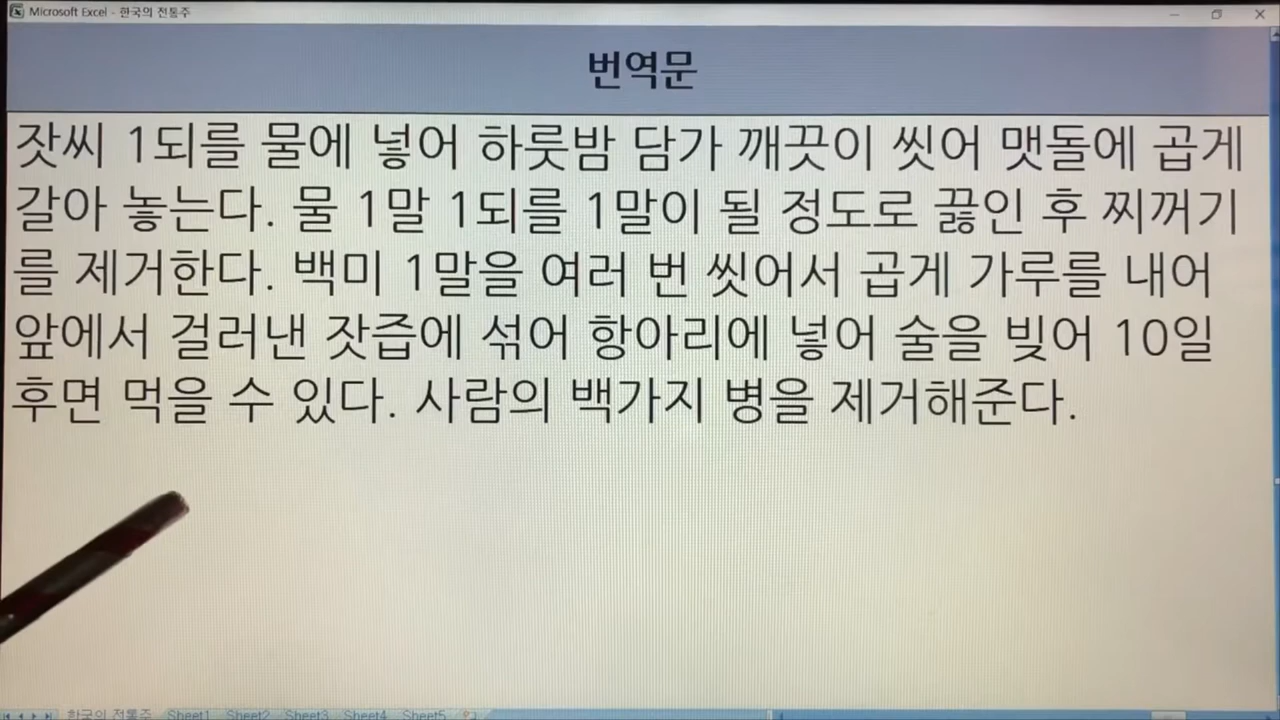 Microsoft Excel - 한국의 전통주
번역문
잣씨 1되를 물에 넣어 하룻밤 담가 깨끗이 씻어 맷돌에 곱게
갈아 놓는다. 물 1말 1되를 1말이 될 정도로 끓인 후 찌꺼기
를 제거한다. 백미 1말을 여러 번 씻어서 곱게 가루를 내어
앞에서 걸러낸 잣즙에 섞어 항아리에 넣어 술을 빚어 10일
후면 먹을 수 있다. 사람의 백가지 병을 제거해준다.
한국의 전통주 Sheet1 Sheet2 Sheet3 Sheet4 Sheet5